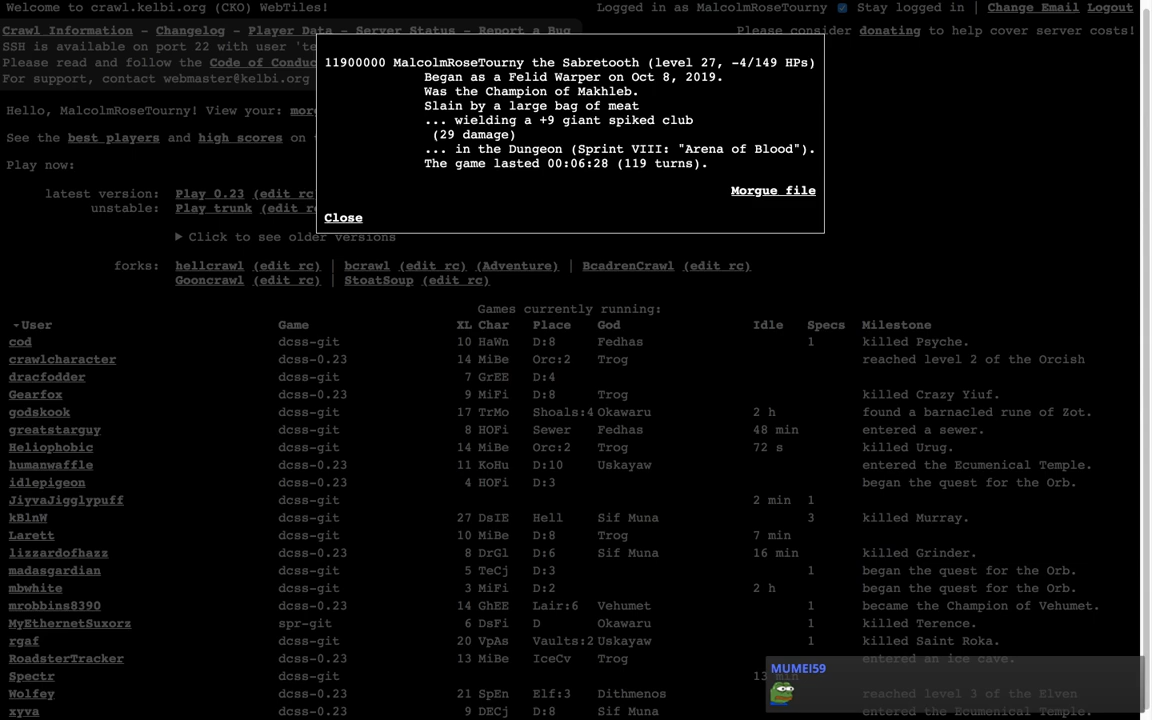 Welcome to crawl.kelbi.org (CKO) WebTiles!
Logged in as MalcolmRoseTourny Stay logged in | Change Email Logout
Crawl Information - Changelog - Player Data - Server Status - Report a Bug
Please consider donating to help cover server costs!
SSH is available on port 22 with user 'te
Please read and follow the Code of Conduc
For support, contact webmaster@kelbi.org
Hello, MalcolmRoseTourny! View your: mor
See the best players and high scores on t
Play now:
latest version: Play 0.23 (edit rc
unstable: Play trunk (edit rc
▶ Click to see older versions
forks: hellcrawl (edit rc) | bcrawl (edit rc) (Adventure) | BcadrenCrawl (edit rc)
Gooncrawl (edit rc) | StoatSoup (edit rc)
11900000 MalcolmRoseTourny the Sabretooth (level 27, -4/149 HPs)
Began as a Felid Warper on Oct 8, 2019.
Was the Champion of Makhleb.
Slain by a large bag of meat
... wielding a +9 giant spiked club
(29 damage)
... in the Dungeon (Sprint VIII: "Arena of Blood").
The game lasted 00:06:28 (119 turns).
Morgue file
Close
Games currently running:
User Game XL Char Place God Idle Specs Milestone
cod dcss-git 10 HaWn D:8 Fedhas 1 killed Psyche.
crawlcharacter dcss-0.23 14 MiBe Orc:2 Trog reached level 2 of the Orcish
dracfodder dcss-git 7 GrEE D:4
Gearfox dcss-0.23 9 MiFi D:8 Trog killed Crazy Yiuf.
godskook dcss-git 17 TrMo Shoals:4 Okawaru 2 h found a barnacled rune of Zot.
greatstarguy dcss-git 8 HOFi Sewer Fedhas 48 min entered a sewer.
Heliophobic dcss-git 14 MiBe Orc:2 Trog 72 s killed Urug.
humanwaffle dcss-0.23 11 KoHu D:10 Uskayaw entered the Ecumenical Temple.
idlepigeon dcss-0.23 4 HOFi D:3 began the quest for the Orb.
JiyvaJigglypuff dcss-git 2 min 1
kBlnW dcss-git 27 DsIE Hell Sif Muna 3 killed Murray.
Larett dcss-git 10 MiBe D:8 Trog 7 min
lizzardofhazz dcss-0.23 8 DrGl D:6 Sif Muna 16 min killed Grinder.
madasgardian dcss-git 5 TeCj D:3 1 began the quest for the Orb.
mbwhite dcss-0.23 3 MiFi D:2 2 h began the quest for the Orb.
mrobbins8390 dcss-0.23 14 GhEE Lair:6 Vehumet 1 became the Champion of Vehumet.
MyEthernetSuxorz spr-git 6 DsFi D Okawaru 1 killed Terence.
rgaf dcss-git 20 VpAs Vaults:2 Uskayaw 1 killed Saint Roka.
RoadsterTracker dcss-0.23 13 MiBe IceCv Trog entered an ice cave.
Spectr dcss-git 13 min
Wolfey dcss-0.23 21 SpEn Elf:3 Dithmenos reached level 3 of the Elven
xyva dcss-0.23 9 DECj D:8 Sif Muna entered the Ecumenical Temple.
MUMEI59